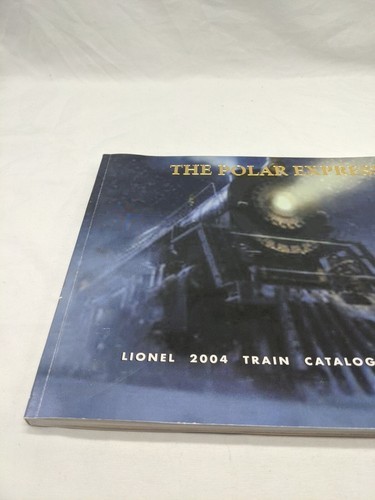 THE POLAR EXPRES
LIONEL 2004 TRAIN CATALOG